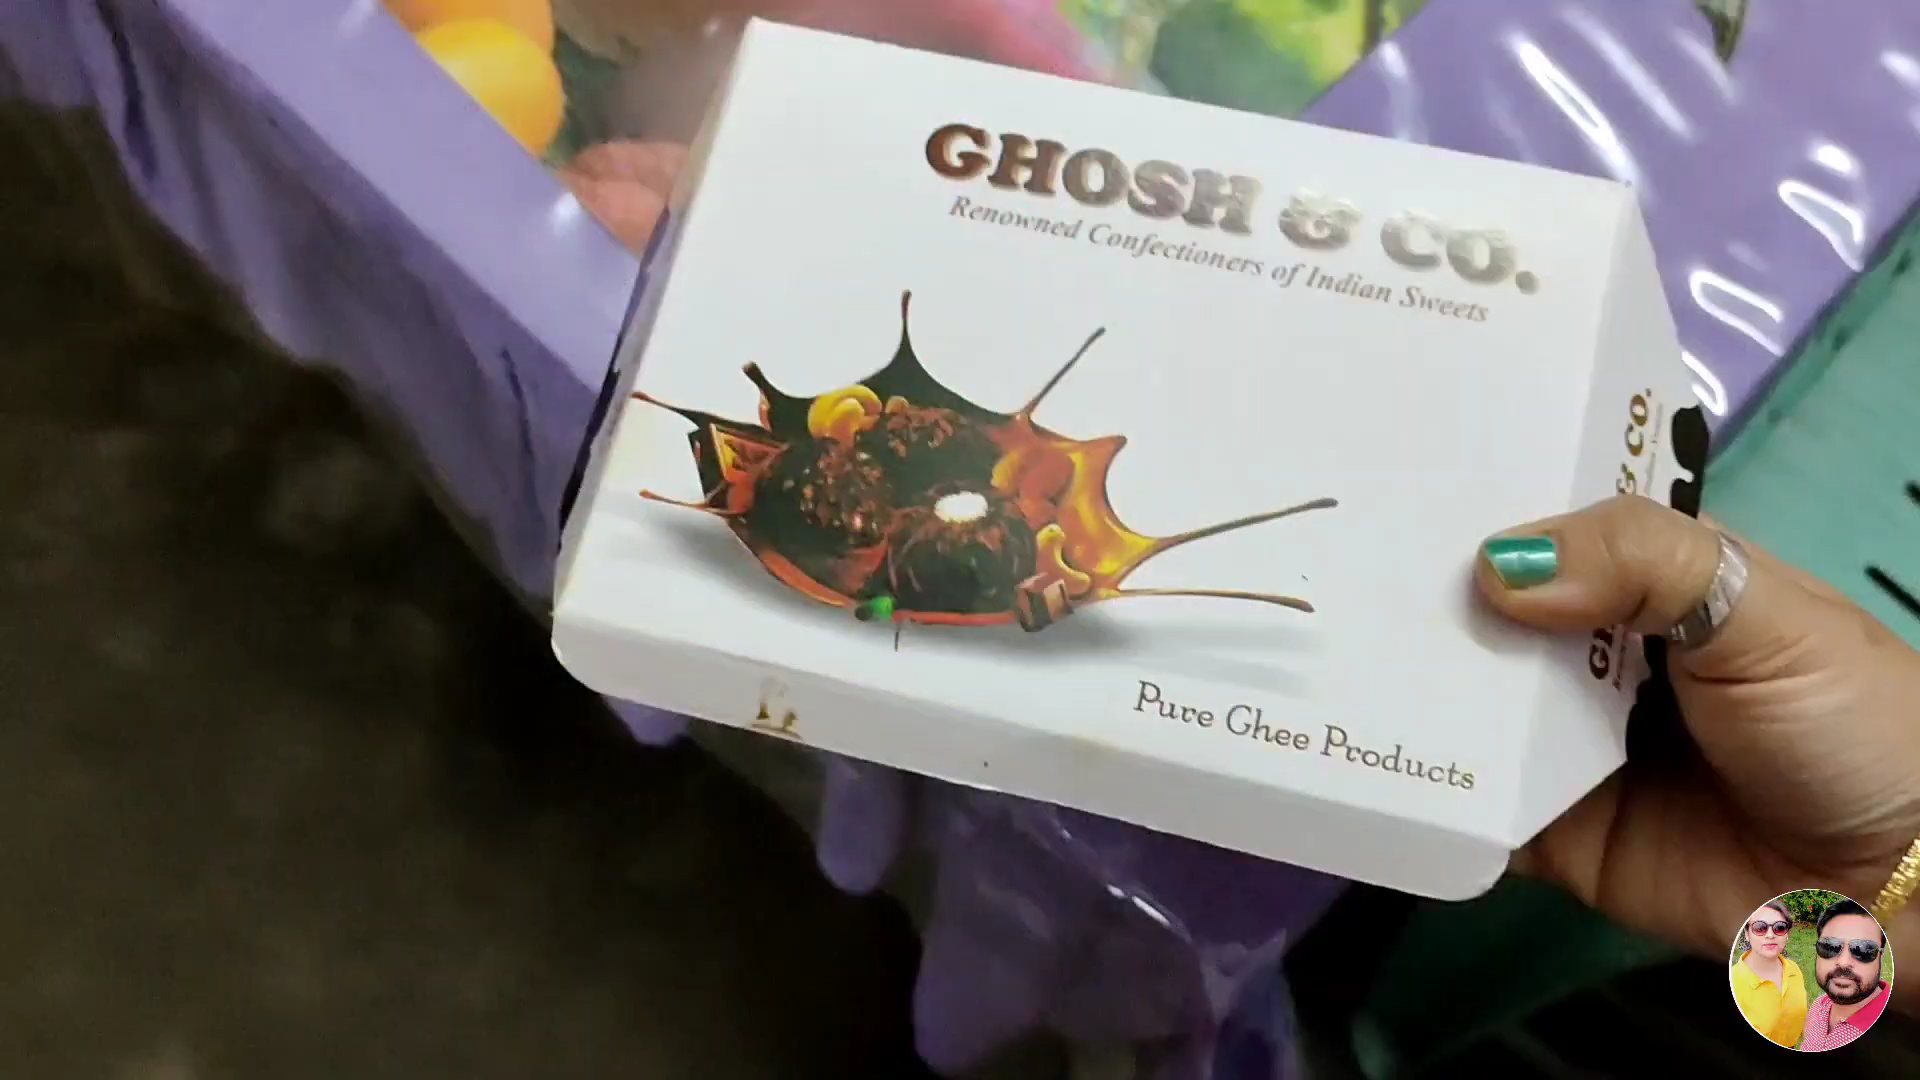 GHOSH & CO.
Renowned Confectioners of Indian Sweets
Pure Ghee Products
& CO.